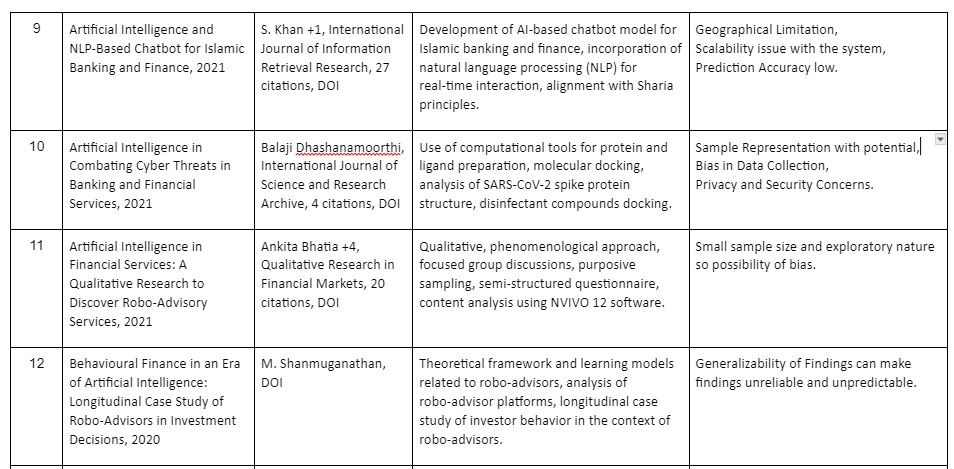 9
Artificial Intelligence and
NLP-Based Chatbot for Islamic
Banking and Finance, 2021
S. Khan +1, International
Journal of Information
Retrieval Research, 27
citations, DOI
Development of AI-based chatbot model for
Islamic banking and finance, incorporation of
natural language processing (NLP) for
real-time interaction, alignment with Sharia
principles.
Geographical Limitation,
Scalability issue with the system,
Prediction Accuracy low.
10
Artificial Intelligence in
Combating Cyber Threats in
Banking and Financial
Services, 2021
Balaji Dhashanamoorthi,
International Journal of
Science and Research
Archive, 4 citations, DOI
Use of computational tools for protein and
ligand preparation, molecular docking,
analysis of SARS-CoV-2 spike protein
structure, disinfectant compounds docking.
Sample Representation with potential,
Bias in Data Collection,
Privacy and Security Concerns.
11
Artificial Intelligence in
Financial Services: A
Qualitative Research to
Discover Robo-Advisory
Services, 2021
Ankita Bhatia +4,
Qualitative Research in
Financial Markets, 20
citations, DOI
Qualitative, phenomenological approach,
focused group discussions, purposive
sampling, semi-structured questionnaire,
content analysis using NVIVO 12 software.
Small sample size and exploratory nature
so possibility of bias.
12
Behavioural Finance in an Era
of Artificial Intelligence:
Longitudinal Case Study of
Robo-Advisors in Investment
Decisions, 2020
M. Shanmuganathan,
DOI
Theoretical framework and learning models
related to robo-advisors, analysis of
robo-advisor platforms, longitudinal case
study of investor behavior in the context of
robo-advisors.
Generalizability of Findings can make
findings unreliable and unpredictable.